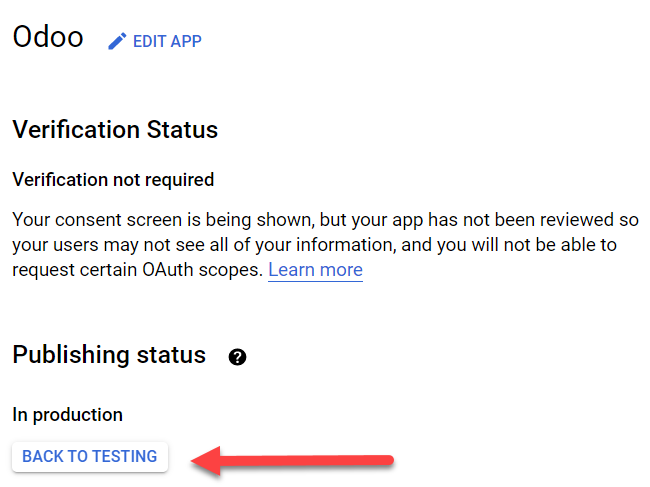 Odoo EDIT APP
Verification Status
Verification not required
Your consent screen is being shown, but your app has not been reviewed so
your users may not see all of your information, and you will not be able to
request certain OAuth scopes. Learn more
Publishing status ?
In production
BACK TO TESTING